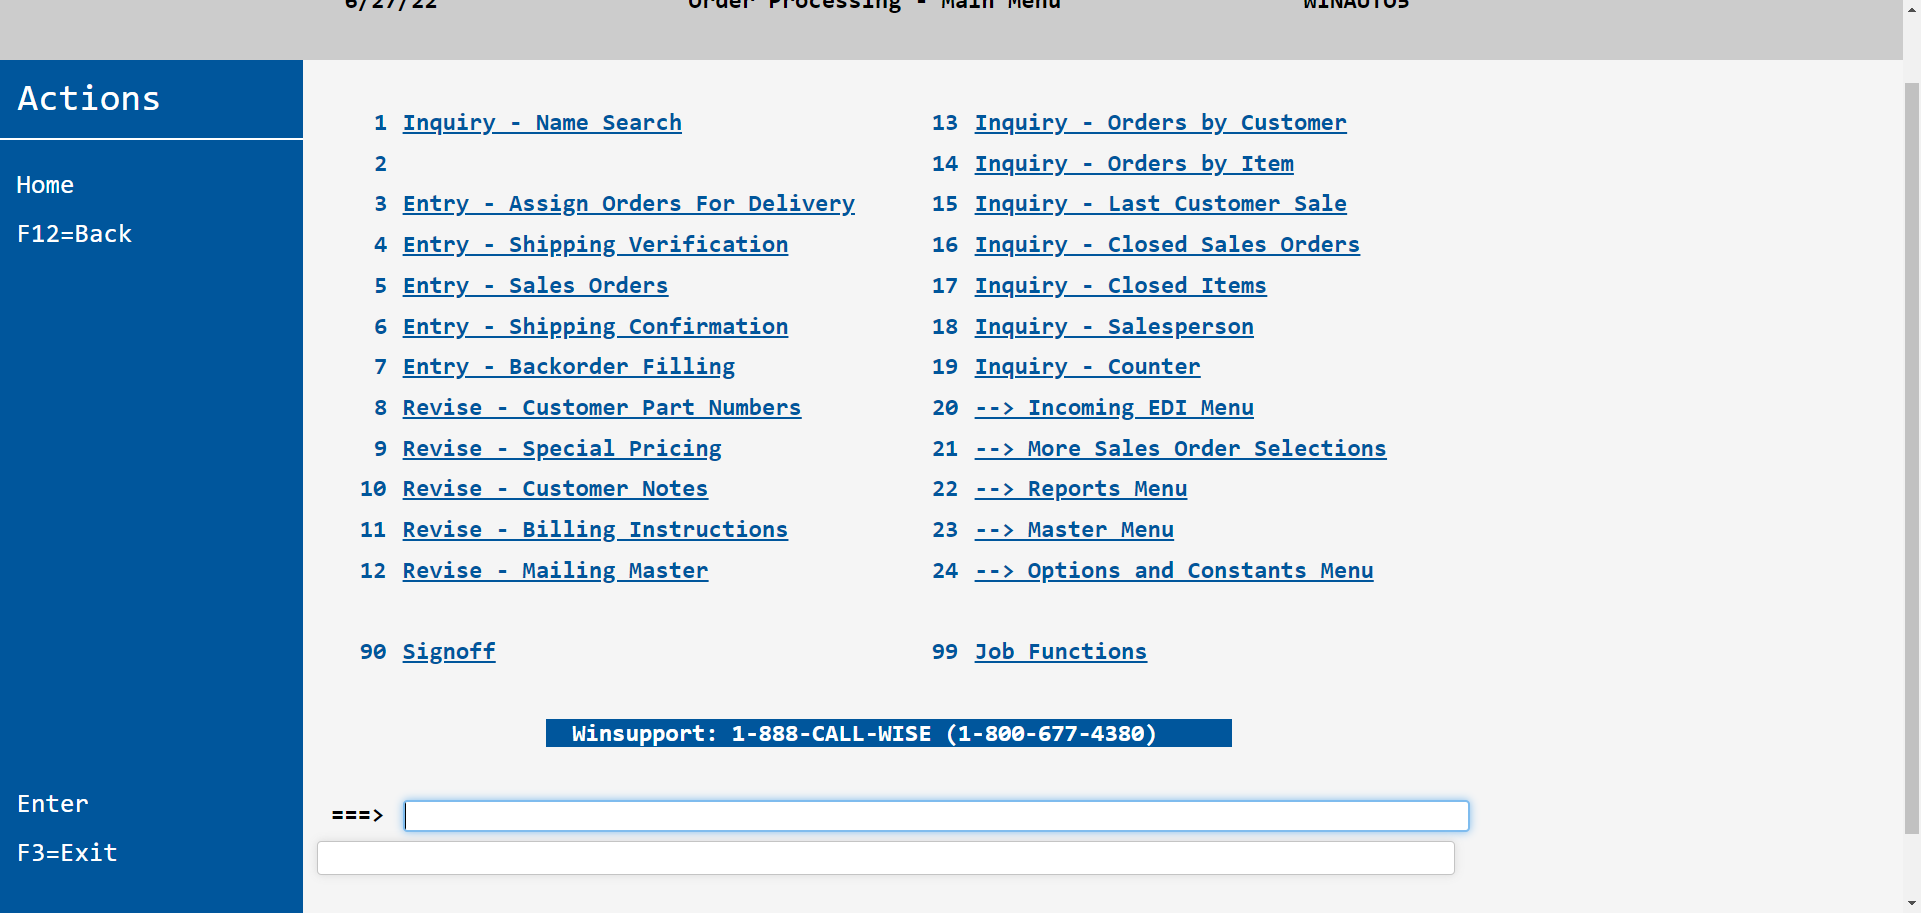 6/27/22 Order Processing - Main Menu WINAUTO5
Actions
Home
F12=Back
1 Inquiry - Name Search
2
3 Entry - Assign Orders For Delivery
4 Entry - Shipping Verification
5 Entry - Sales Orders
6 Entry - Shipping Confirmation
7 Entry - Backorder Filling
8 Revise - Customer Part Numbers
9 Revise - Special Pricing
10 Revise - Customer Notes
11 Revise - Billing Instructions
12 Revise - Mailing Master
13 Inquiry - Orders by Customer
14 Inquiry - Orders by Item
15 Inquiry - Last Customer Sale
16 Inquiry - Closed Sales Orders
17 Inquiry - Closed Items
18 Inquiry - Salesperson
19 Inquiry - Counter
20 --> Incoming EDI Menu
21 --> More Sales Order Selections
22 --> Reports Menu
23 --> Master Menu
24 --> Options and Constants Menu
90 Signoff
99 Job Functions
Winsupport: 1-888-CALL-WISE (1-800-677-4380)
===>
Enter
F3=Exit